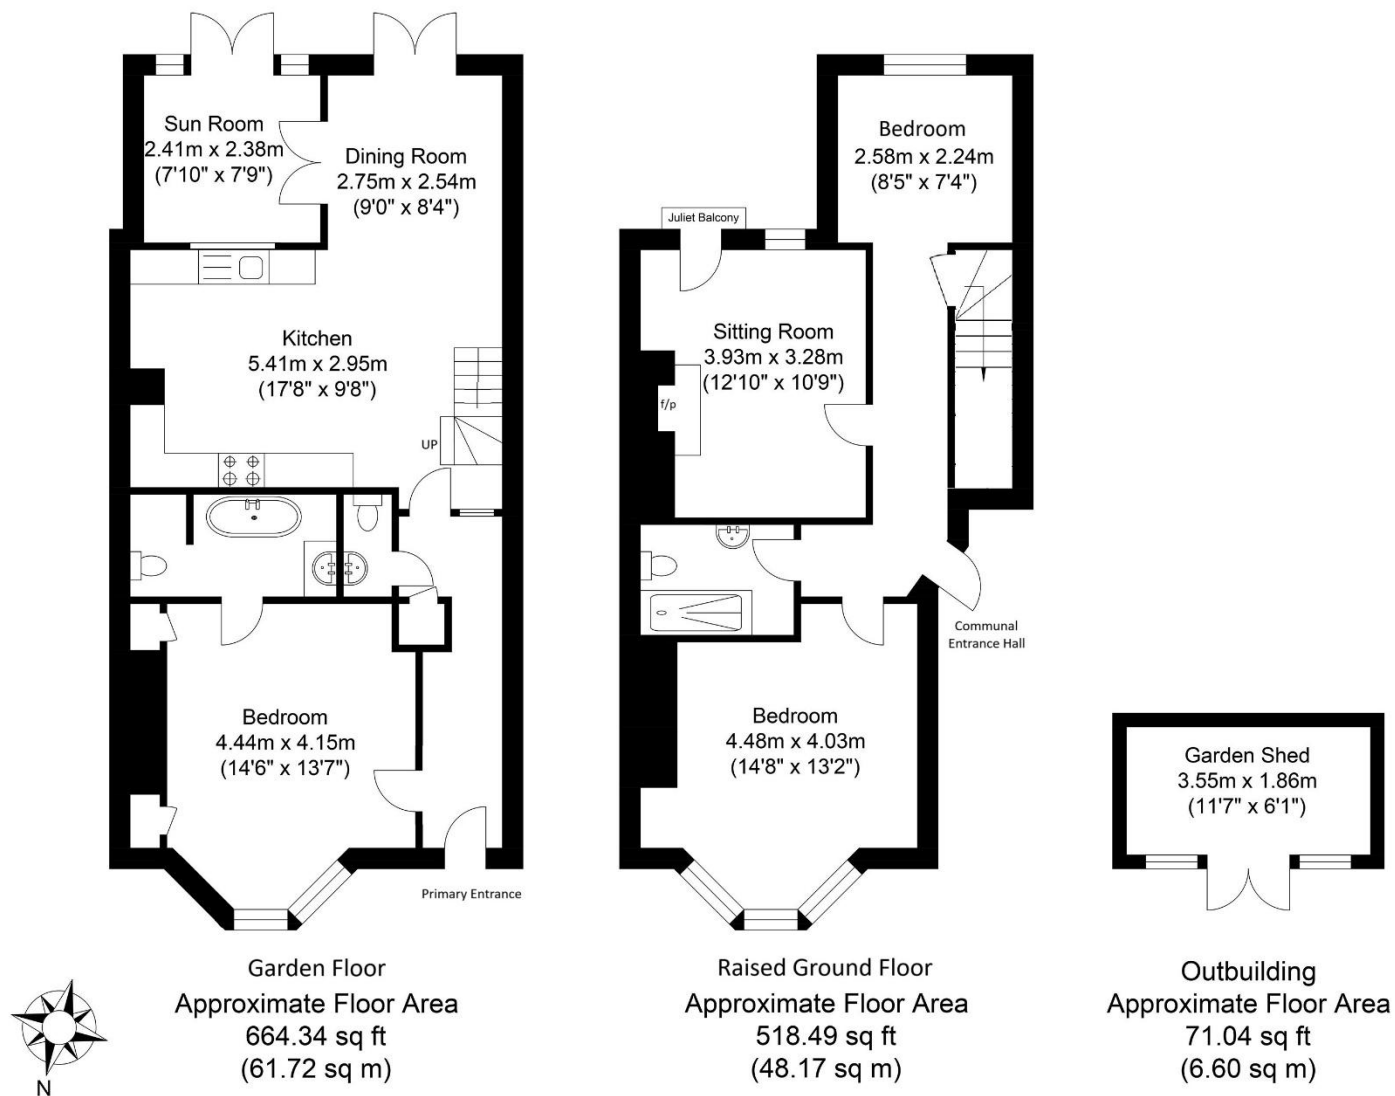 Sun Room
2.41m x 2.38m
(7'10" x 7'9")
Dining Room
2.75m x 2.54m
(9'0" x 8'4")
Kitchen
5.41m x 2.95m
(17'8" x 9'8")
UP
Bedroom
4.44m x 4.15m
(14'6" x 13'7")
Primary Entrance
Garden Floor
Approximate Floor Area
664.34 sq ft
(61.72 sq m)
N
Bedroom
2.58m x 2.24m
(8'5" x 7'4")
Juliet Balcony
Sitting Room
3.93m x 3.28m
(12'10" x 10'9")
f/p
Communal
Entrance Hall
Bedroom
4.48m x 4.03m
(14'8" x 13'2")
Raised Ground Floor
Approximate Floor Area
518.49 sq ft
(48.17 sq m)
Garden Shed
3.55m x 1.86m
(11'7" x 6'1")
Outbuilding
Approximate Floor Area
71.04 sq ft
(6.60 sq m)